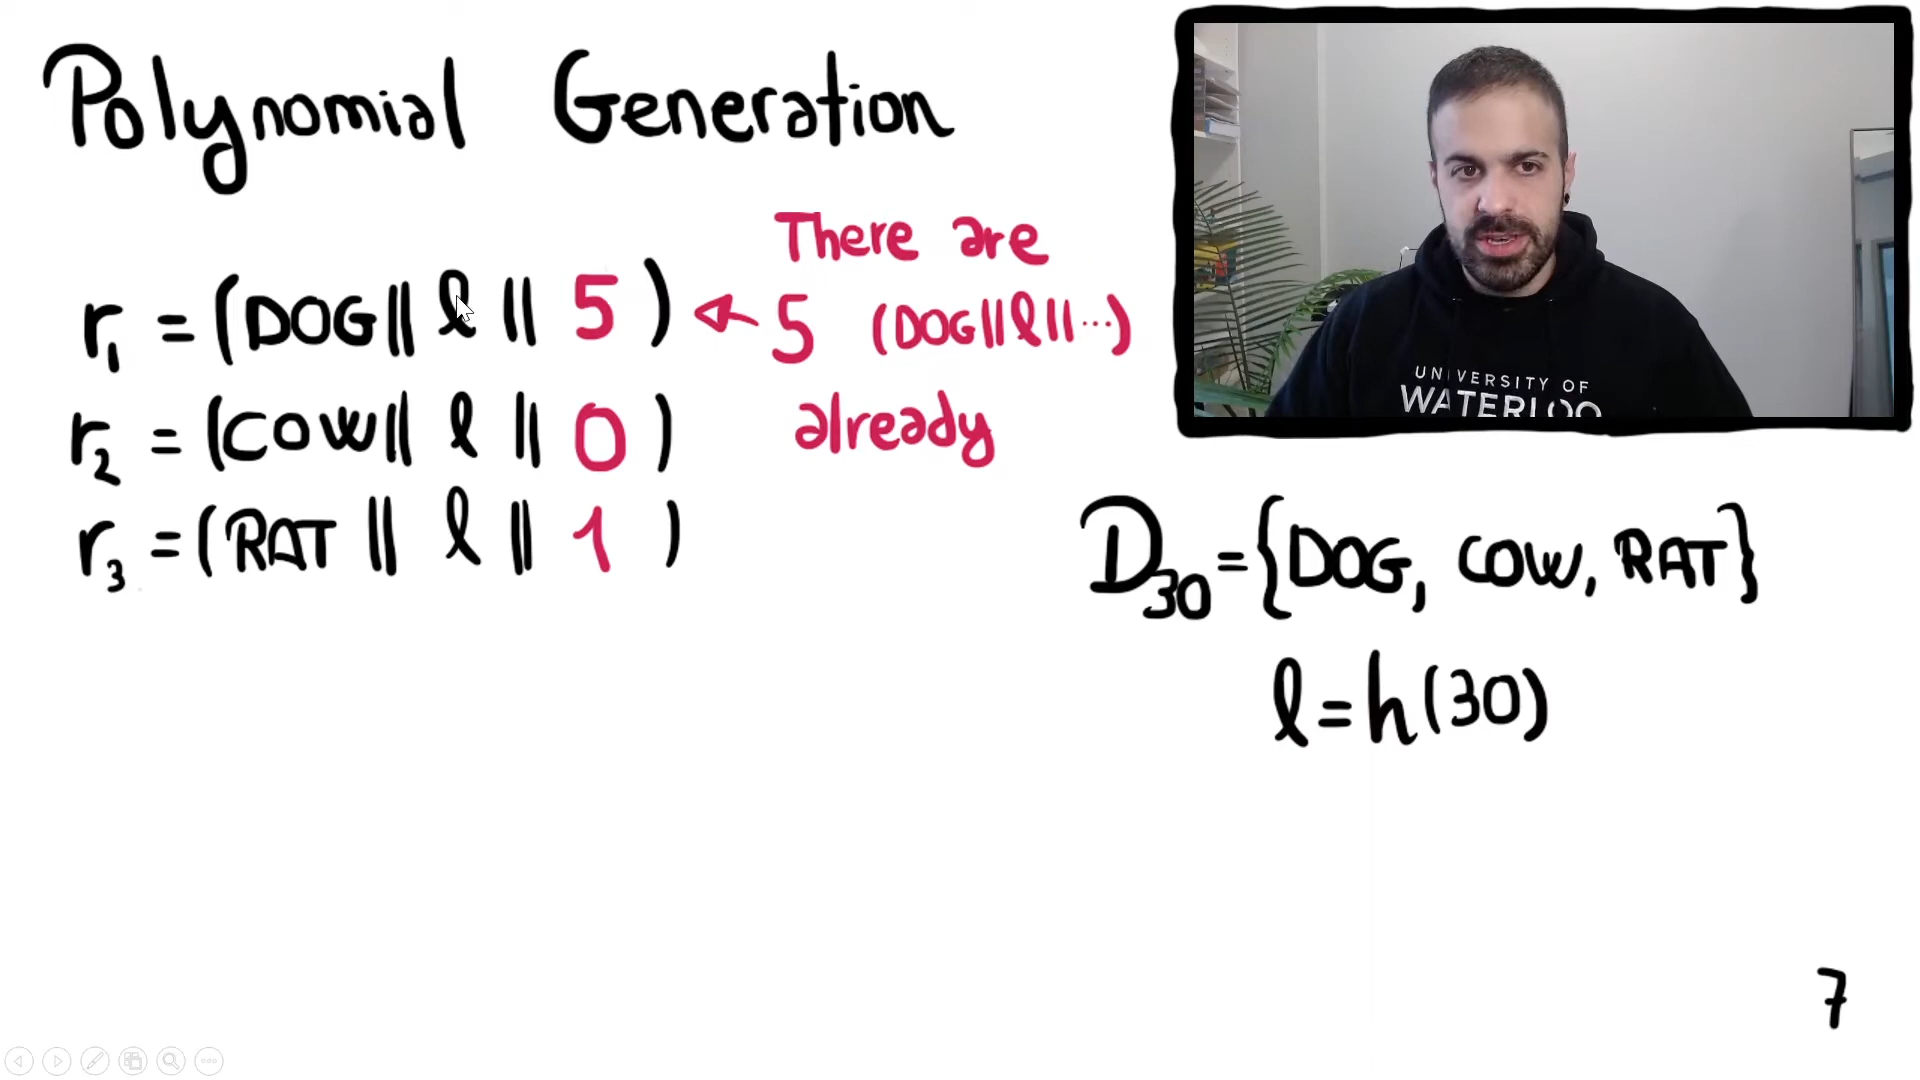 Polynomial Generation
r₁ = (DOG || l || 5 )
r₂ = (COW || l || 0 )
r₃ = (RAT || l || 1 )
There are
5 (DOG || l || ...)
already
UNIVERSITY OF
WATERLOO
D₃₀ = {DOG, COW, RAT}
l = h(30)
7